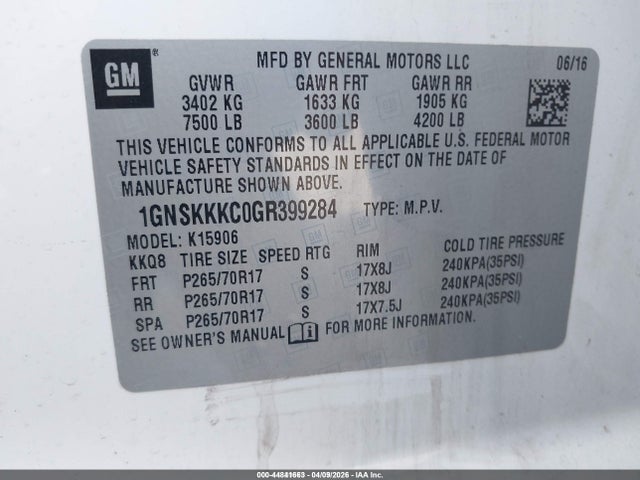 GM ®
MFD BY GENERAL MOTORS LLC 06/16
GVWR GAWR FRT GAWR RR
3402 KG 1633 KG 1905 KG
7500 LB 3600 LB 4200 LB
THIS VEHICLE CONFORMS TO ALL APPLICABLE U.S. FEDERAL MOTOR
VEHICLE SAFETY STANDARDS IN EFFECT ON THE DATE OF
MANUFACTURE SHOWN ABOVE.
1GNSKKKC0GR399284 TYPE: M.P.V.
MODEL: K15906
KKQ8 TIRE SIZE SPEED RTG RIM COLD TIRE PRESSURE
FRT P265/70R17 S 17X8J 240KPA(35PSI)
RR P265/70R17 S 17X8J 240KPA(35PSI)
SPA P265/70R17 S 17X7.5J 240KPA(35PSI)
SEE OWNER'S MANUAL i FOR MORE INFORMATION.
000-44841663 - 04/09/2026 - IAA Inc.